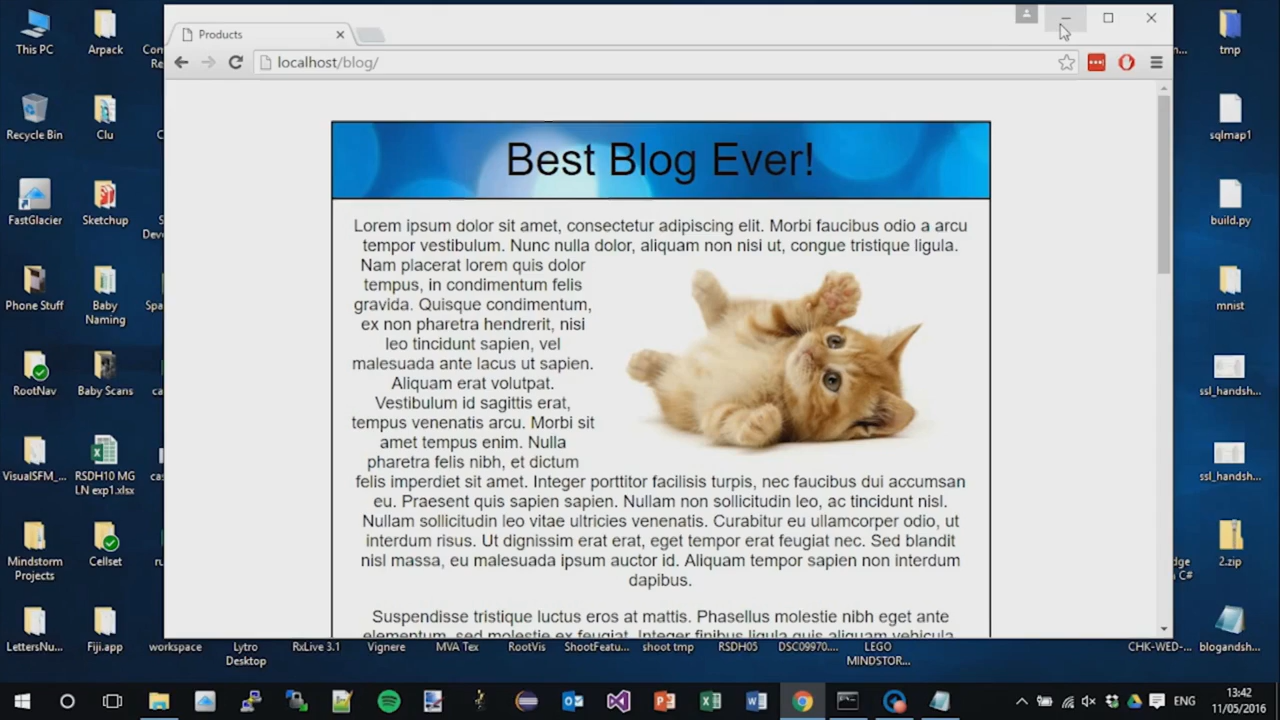 This PC
Arpack
Products
tmp
localhost/blog/
Recycle Bin
Clu
sqlmap1
Best Blog Ever!
FastGlacier
Sketchup
build.py
Lorem ipsum dolor sit amet, consectetur adipiscing elit. Morbi faucibus odio a arcu
tempor vestibulum. Nunc nulla dolor, aliquam non nisi ut, congue tristique ligula.
Nam placerat lorem quis dolor
tempus, in condimentum felis
gravida. Quisque condimentum,
ex non pharetra hendrerit, nisi
leo tincidunt sapien, vel
malesuada ante lacus ut sapien.
Aliquam erat volutpat.
Vestibulum id sagittis erat,
tempus venenatis arcu. Morbi sit
amet tempus enim. Nulla
pharetra felis nibh, et dictum
felis imperdiet sit amet. Integer porttitor facilisis turpis, nec faucibus dui accumsan
eu. Praesent quis sapien sapien. Nullam non sollicitudin leo, ac tincidunt nisl.
Nullam sollicitudin leo vitae ultricies venenatis. Curabitur eu ullamcorper odio, ut
interdum risus. Ut dignissim erat erat, eget tempor erat feugiat nec. Sed blandit
nisl massa, eu malesuada ipsum auctor id. Aliquam tempor sapien non interdum
dapibus.
Suspendisse tristique luctus eros at mattis. Phasellus molestie nibh eget ante
elementum, sed molestie ex feugiat. Integer finibus ligula quis aliquam vehicula.
Phone Stuff
Baby
Naming
mnist
RootNav
Baby Scans
ssl_handsh...
VisualSFM_...
RSDH10 MG
LN exp1.xlsx
ssl_handsh...
Mindstorm
Projects
Cellset
2.zip
C#
LettersNu...
Fiji.app
workspace
Lytro
Desktop
RxLive 3.1
Vignere
MVA Tex
RootVis
ShootFeatu...
shoot tmp
RSDH05
DSC09970....
LEGO
MINDSTOR...
CHK-WED-...
blogandsh...
ENG
13:42
11/05/2016